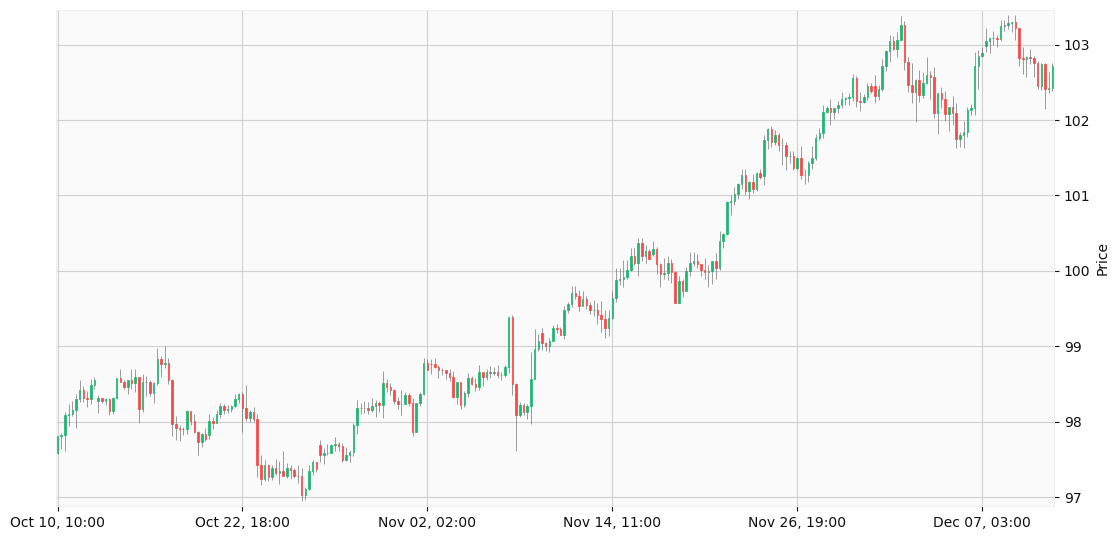 103
102
101
100
99
98
97
Price
Oct 10, 10:00
Oct 22, 18:00
Nov 02, 02:00
Nov 14, 11:00
Nov 26, 19:00
Dec 07, 03:00